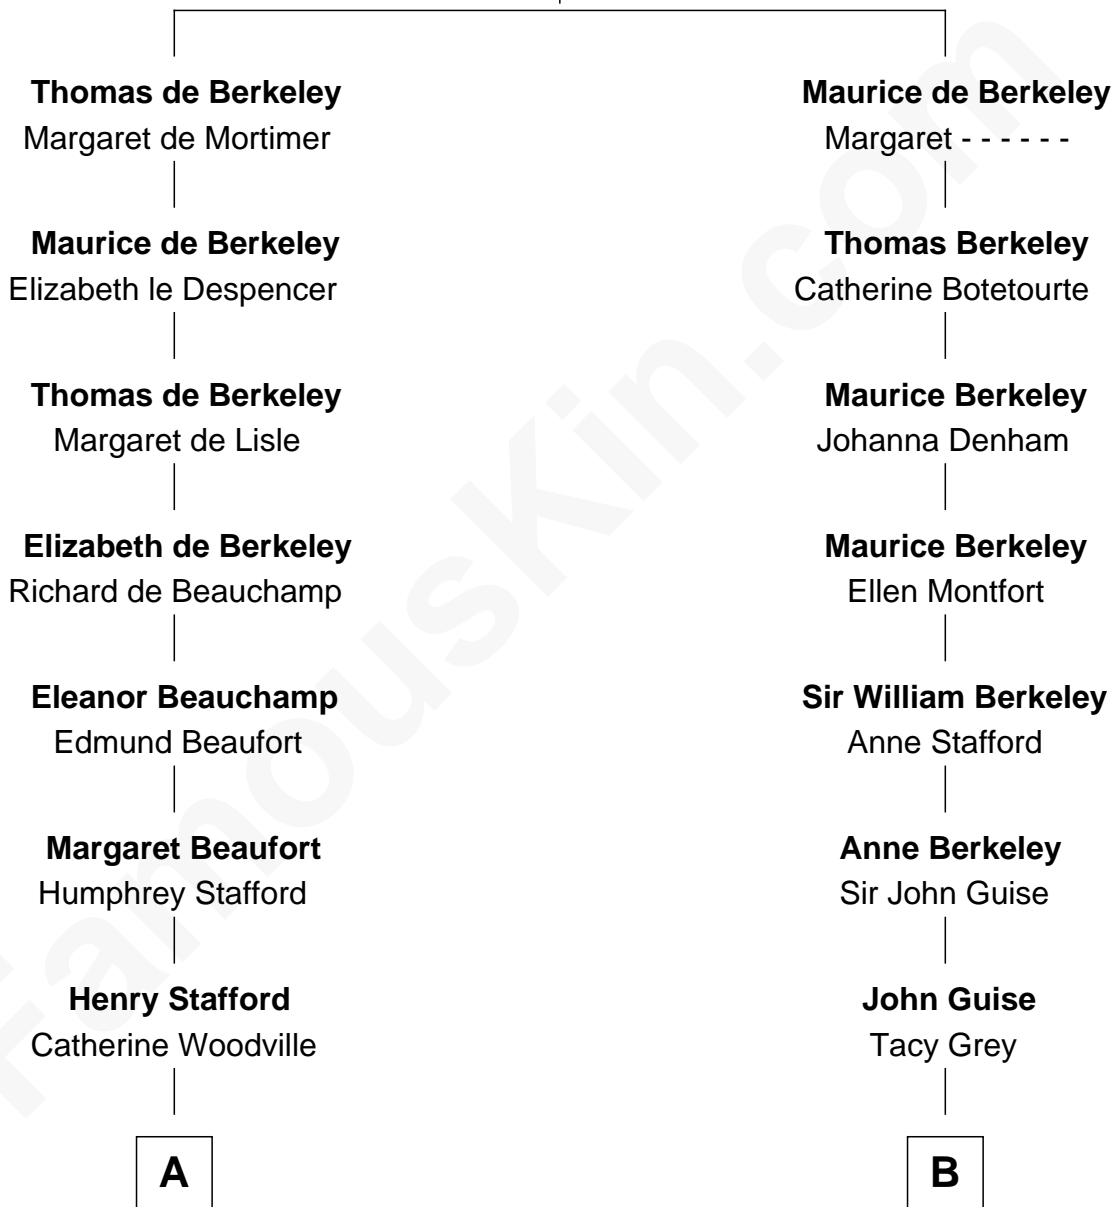 Thomas de Berkeley
Margaret de Mortimer
Maurice de Berkeley
Elizabeth le Despencer
Thomas de Berkeley
Margaret de Lisle
Elizabeth de Berkeley
Richard de Beauchamp
Eleanor Beauchamp
Edmund Beaufort
Margaret Beaufort
Humphrey Stafford
Henry Stafford
Catherine Woodville
A
Maurice de Berkeley
Margaret - - - - - -
Thomas Berkeley
Catherine Botetourte
Maurice Berkeley
Johanna Denham
Maurice Berkeley
Ellen Montfort
Sir William Berkeley
Anne Stafford
Anne Berkeley
Sir John Guise
John Guise
Tacy Grey
B
FamousKin.com